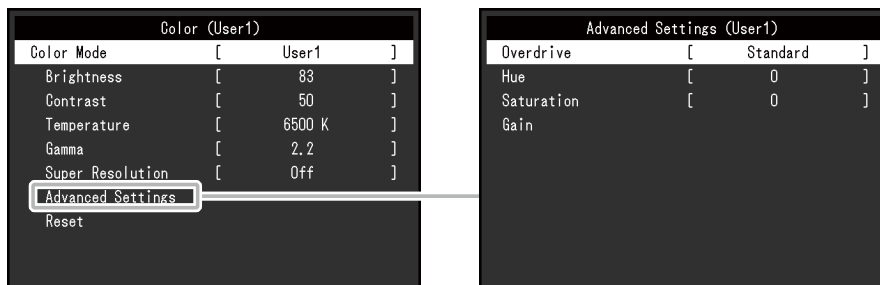 Color (User1)
Color Mode [ User1 ]
Brightness [ 83 ]
Contrast [ 50 ]
Temperature [ 6500 K ]
Gamma [ 2.2 ]
Super Resolution [ Off ]
Advanced Settings
Reset
Advanced Settings (User1)
Overdrive [ Standard ]
Hue [ 0 ]
Saturation [ 0 ]
Gain